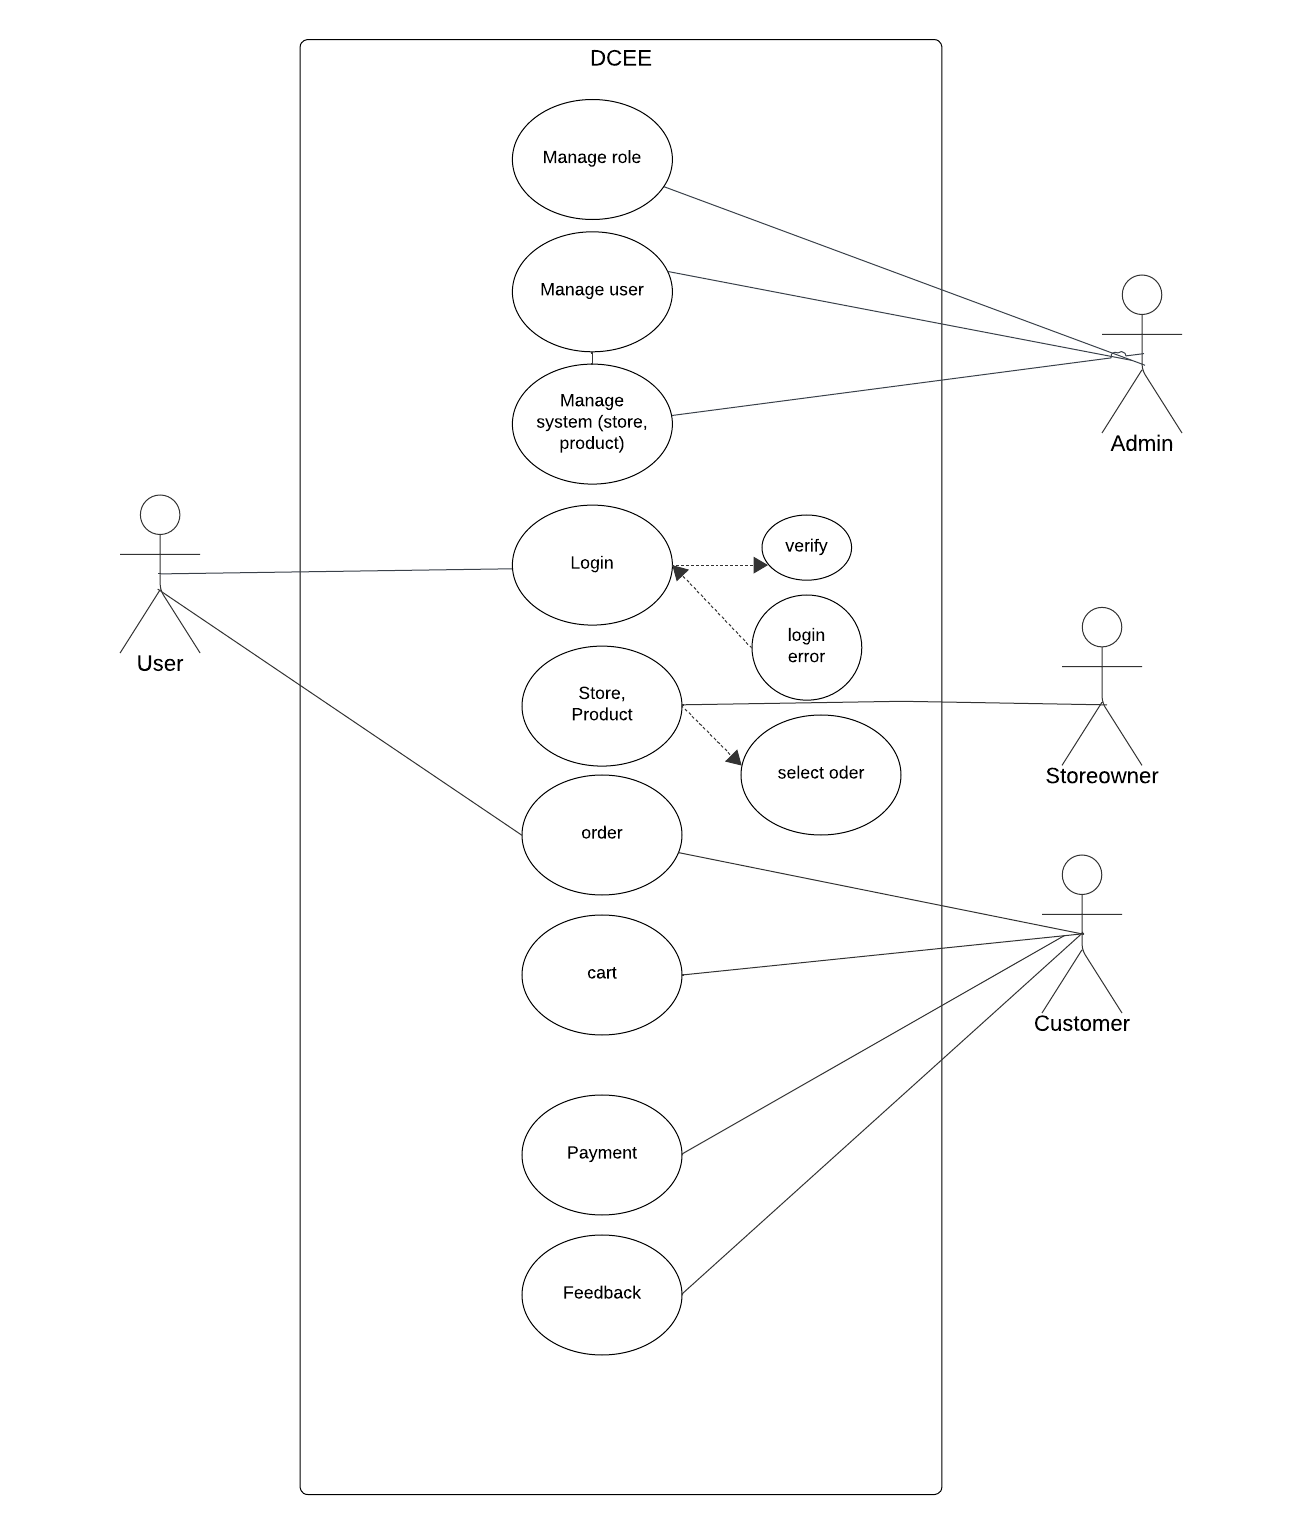 DCEE
Manage role
Manage user
Manage
system (store,
product)
Admin
Login
verify
login
error
User
Store,
Product
Storeowner
select oder
order
cart
Customer
Payment
Feedback